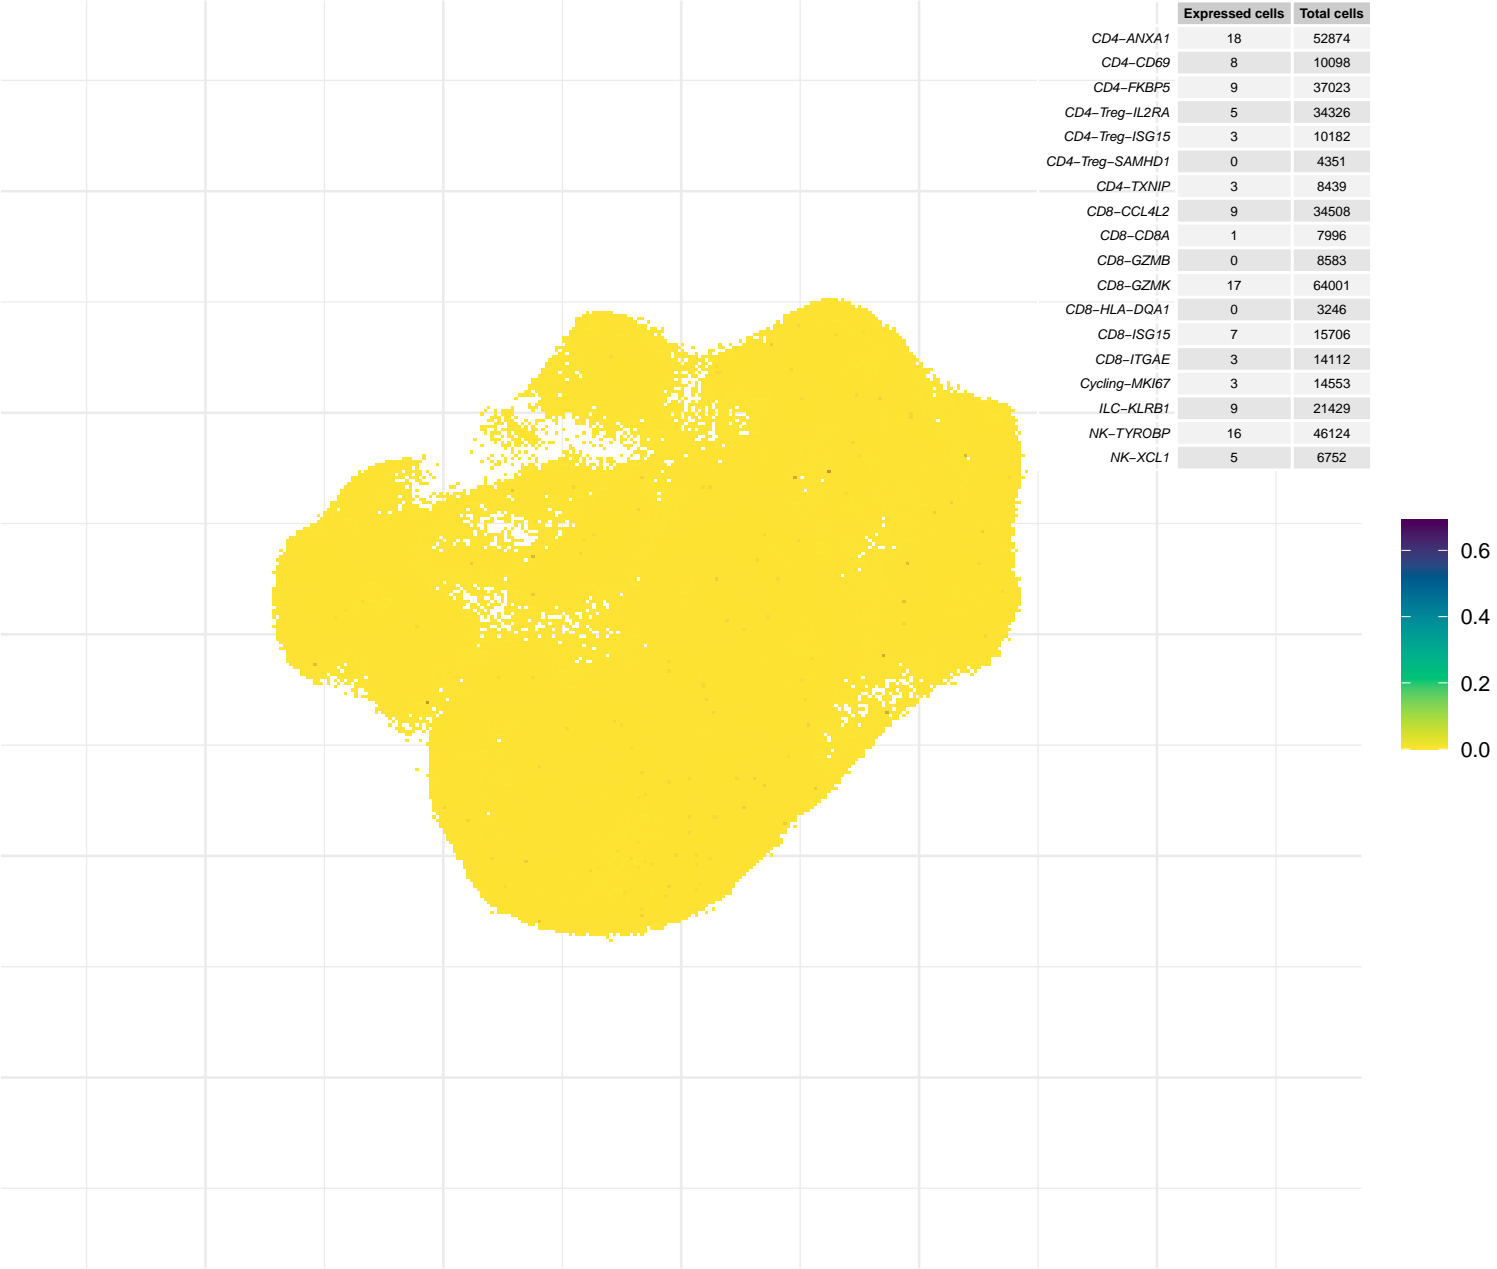 Expressed cells Total cells
CD4−ANXA1 18 52874
CD4−CD69 8 10098
CD4−FKBP5 9 37023
CD4−Treg−IL2RA 5 34326
CD4−Treg−ISG15 3 10182
CD4−Treg−SAMHD1 0 4351
CD4−TXNIP 3 8439
CD8−CCL4L2 9 34508
CD8−CD8A 1 7996
CD8−GZMB 0 8583
CD8−GZMK 17 64001
CD8−HLA−DQA1 0 3246
CD8−ISG15 7 15706
CD8−ITGAE 3 14112
Cycling−MKI67 3 14553
ILC−KLRB1 9 21429
NK−TYROBP 16 46124
NK−XCL1 5 6752
0.6
0.4
0.2
0.0